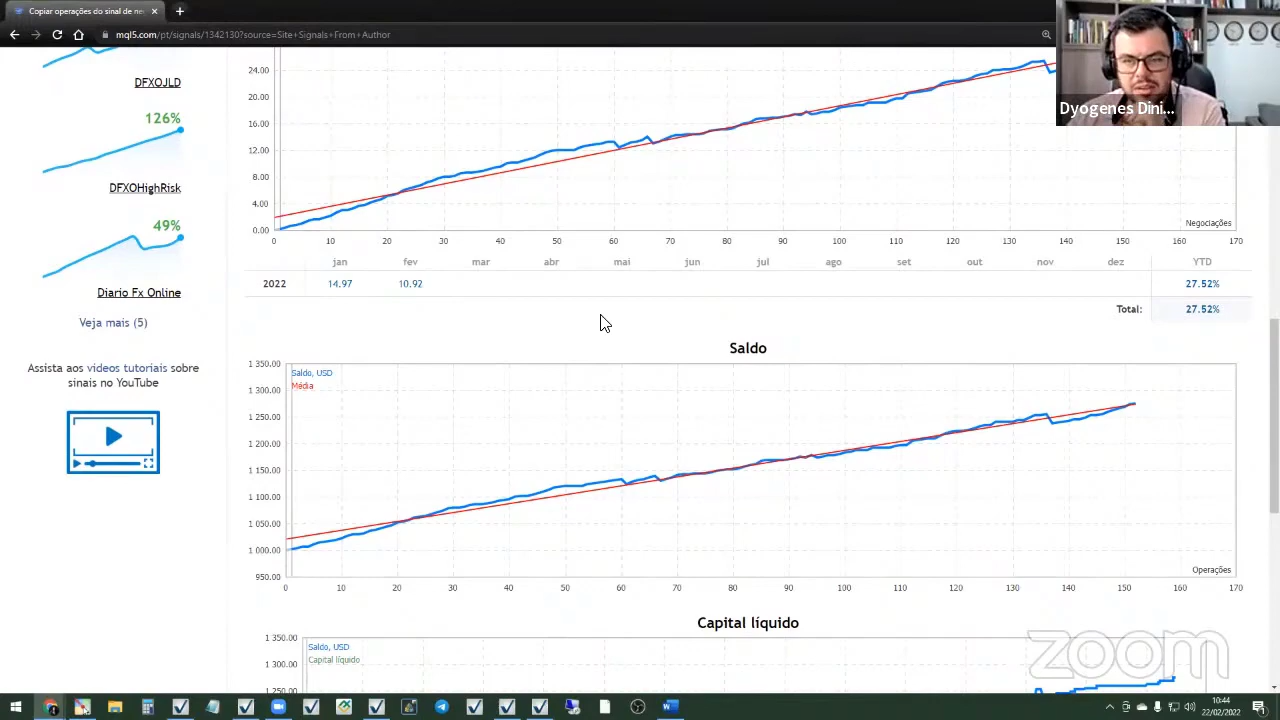 Copiar operações do sinal de ne
mql5.com/pt/signals/1342130?source=Site+Signals+From+Author
Dyogenes Dini...
DFXOJLD
126%
DFXOHighRisk
49%
Diario Fx Online
Veja mais (5)
Assista aos videos tutoriais sobre
sinais no YouTube
24.00
20.00
16.00
12.00
8.00
4.00
0.00
Negociações
0 10 20 30 40 50 60 70 80 90 100 110 120 130 140 150 160 170
jan fev mar abr mai jun jul ago set out nov dez YTD
2022 14.97 10.92 27.52%
Total: 27.52%
Saldo
1 350.00
Saldo, USD
Média
1 300.00
1 250.00
1 200.00
1 150.00
1 100.00
1 050.00
1 000.00
950.00
Operações
0 10 20 30 40 50 60 70 80 90 100 110 120 130 140 150 160 170
Capital líquido
1 350.00
Saldo, USD
Capital líquido
1 300.00
1 250.00
zoom
10:44
22/02/2022